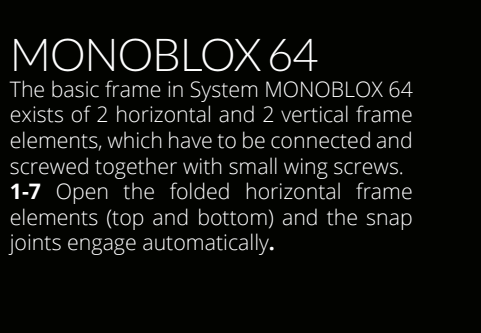 MONOBLOX 64
The basic frame in System MONOBLOX 64
exists of 2 horizontal and 2 vertical frame
elements, which have to be connected and
screwed together with small wing screws.
1-7 Open the folded horizontal frame
elements (top and bottom) and the snap
joints engage automatically.